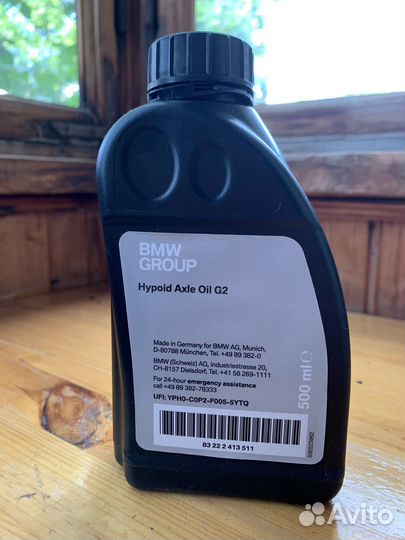 BMW
GROUP
Hypoid Axle Oil G2
Made in Germany for BMW AG, Munich,
D-80788 München, Tel. +49 89 382-0
BMW (Schweiz) AG, Industriestrasse 20,
CH-8157 Dielsdorf, Tel. +41 58 269-1111
For 24-hour emergency assistance
call +49 89 382-78333
UFI: YPH0-C0P2-F005-5YTQ
83 22 2 413 511
500 ml ℮
Avito